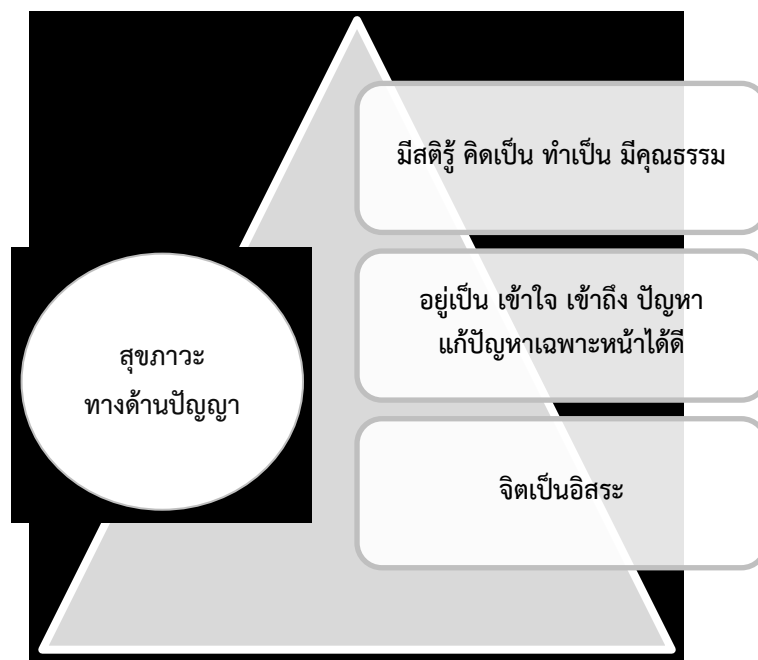 มีสติรู้ คิดเป็น ทำเป็น มีคุณธรรม
อยู่เป็น เข้าใจ เข้าถึง ปัญหา
แก้ปัญหาเฉพาะหน้าได้ดี
จิตเป็นอิสระ
สุขภาวะ
ทางด้านปัญญา